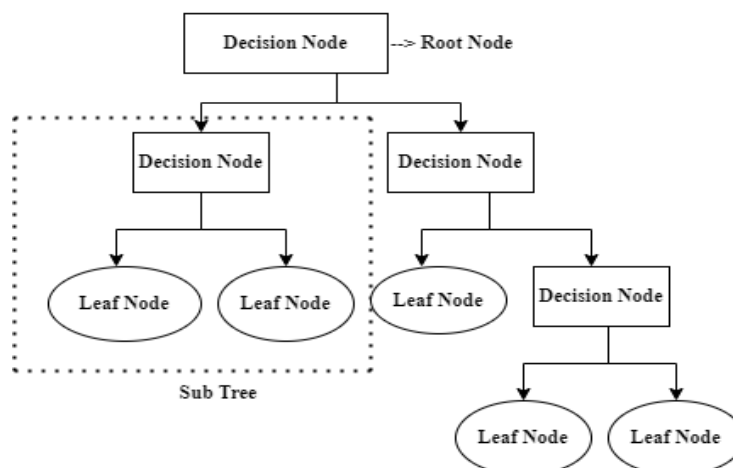 Decision Node --> Root Node
Decision Node Decision Node
Leaf Node Leaf Node Leaf Node Decision Node
Sub Tree
Leaf Node Leaf Node